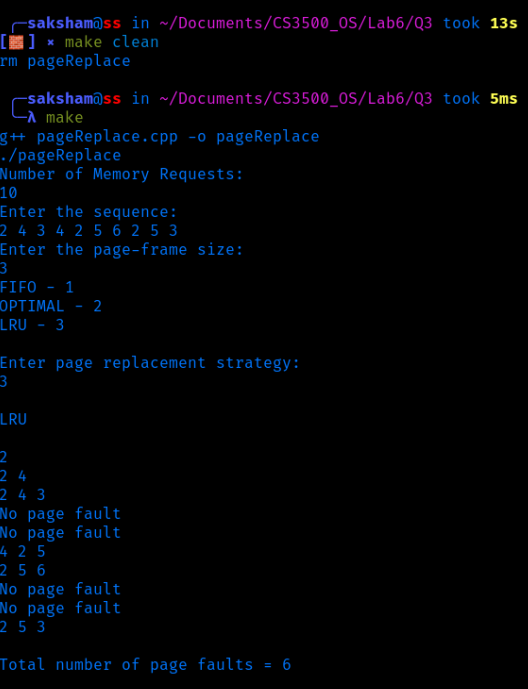 saksham@ss in ~/Documents/CS3500_OS/Lab6/Q3 took 13s
[🧱] × make clean
rm pageReplace
saksham@ss in ~/Documents/CS3500_OS/Lab6/Q3 took 5ms
λ make
g++ pageReplace.cpp -o pageReplace
./pageReplace
Number of Memory Requests:
10
Enter the sequence:
2 4 3 4 2 5 6 2 5 3
Enter the page-frame size:
3
FIFO - 1
OPTIMAL - 2
LRU - 3
Enter page replacement strategy:
3
LRU
2
2 4
2 4 3
No page fault
No page fault
4 2 5
2 5 6
No page fault
No page fault
2 5 3
Total number of page faults = 6